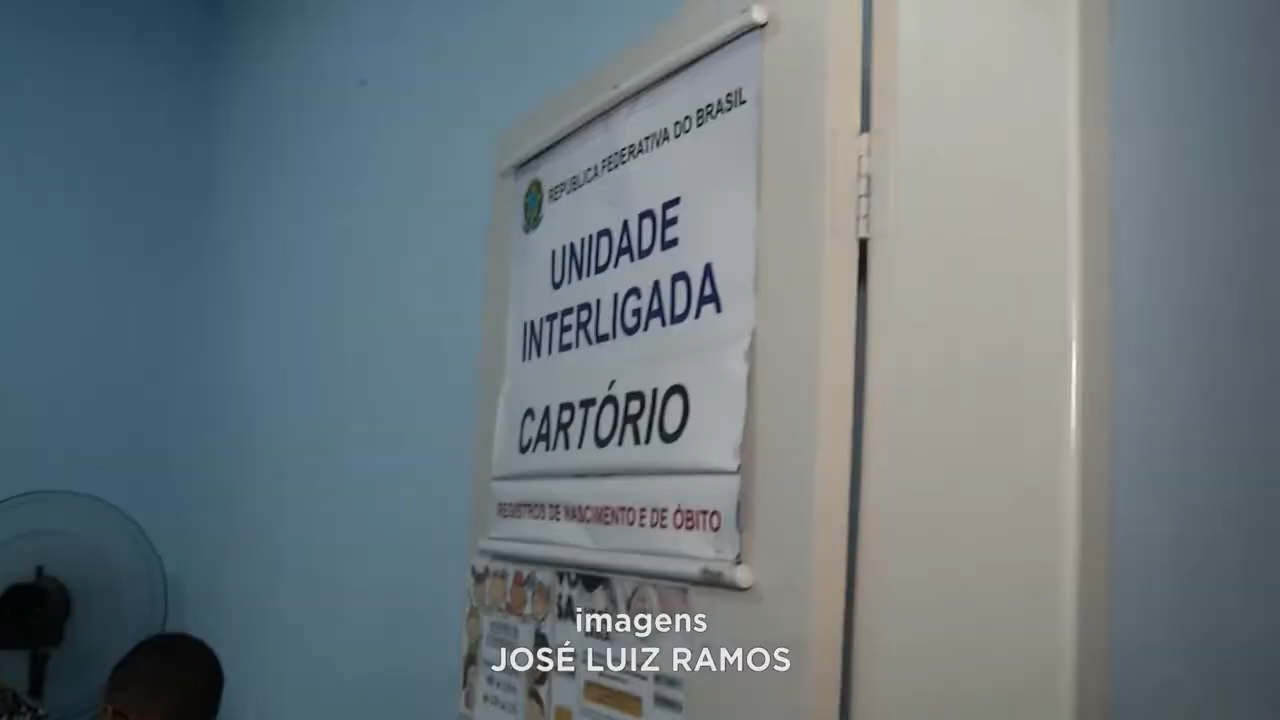 REPÚBLICA FEDERATIVA DO BRASIL
UNIDADE
INTERLIGADA
CARTÓRIO
REGISTROS DE NASCIMENTO E DE ÓBITO
imagens
JOSÉ LUIZ RAMOS